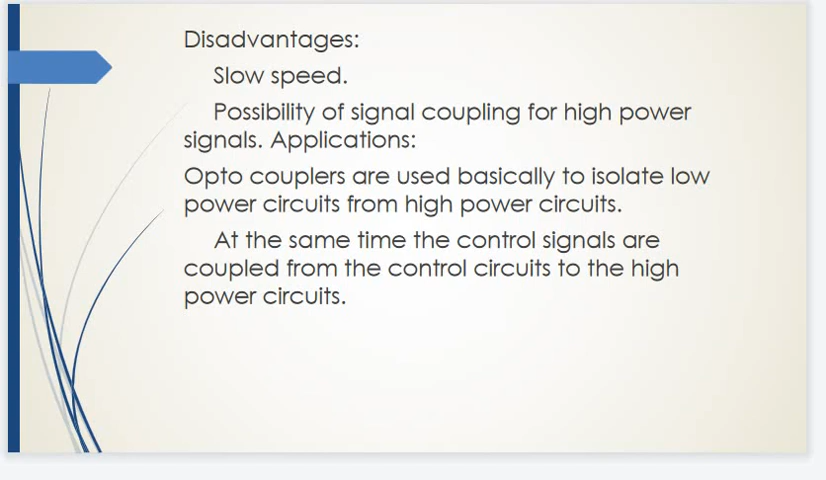 Disadvantages:
Slow speed.
Possibility of signal coupling for high power
signals. Applications:
Opto couplers are used basically to isolate low
power circuits from high power circuits.
At the same time the control signals are
coupled from the control circuits to the high
power circuits.